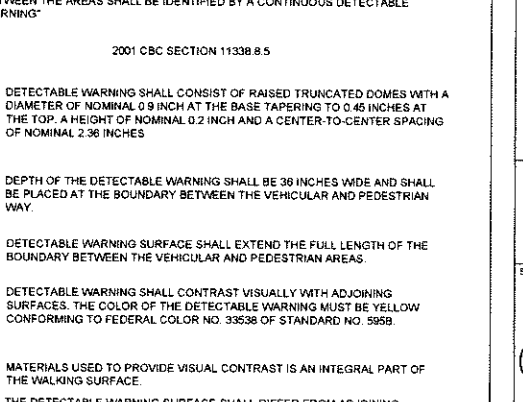 BETWEEN THE AREAS SHALL BE IDENTIFIED BY A CONTINUOUS DETECTABLE
RNING"
2001 CBC SECTION 1133B.8.5
DETECTABLE WARNING SHALL CONSIST OF RAISED TRUNCATED DOMES WITH A
DIAMETER OF NOMINAL 0.9 INCH AT THE BASE TAPERING TO 0.45 INCHES AT
THE TOP. A HEIGHT OF NOMINAL 0.2 INCH AND A CENTER-TO-CENTER SPACING
OF NOMINAL 2.36 INCHES
DEPTH OF THE DETECTABLE WARNING SHALL BE 36 INCHES WIDE AND SHALL
BE PLACED AT THE BOUNDARY BETWEEN THE VEHICULAR AND PEDESTRIAN
WAY.
DETECTABLE WARNING SURFACE SHALL EXTEND THE FULL LENGTH OF THE
BOUNDARY BETWEEN THE VEHICULAR AND PEDESTRIAN AREAS.
DETECTABLE WARNING SHALL CONTRAST VISUALLY WITH ADJOINING
SURFACES. THE COLOR OF THE DETECTABLE WARNING MUST BE YELLOW
CONFORMING TO FEDERAL COLOR NO. 33538 OF STANDARD NO. 595B.
MATERIALS USED TO PROVIDE VISUAL CONTRAST IS AN INTEGRAL PART OF
THE WALKING SURFACE.
THE DETECTABLE WARNING SURFACE SHALL DIFFER FROM ADJOINING